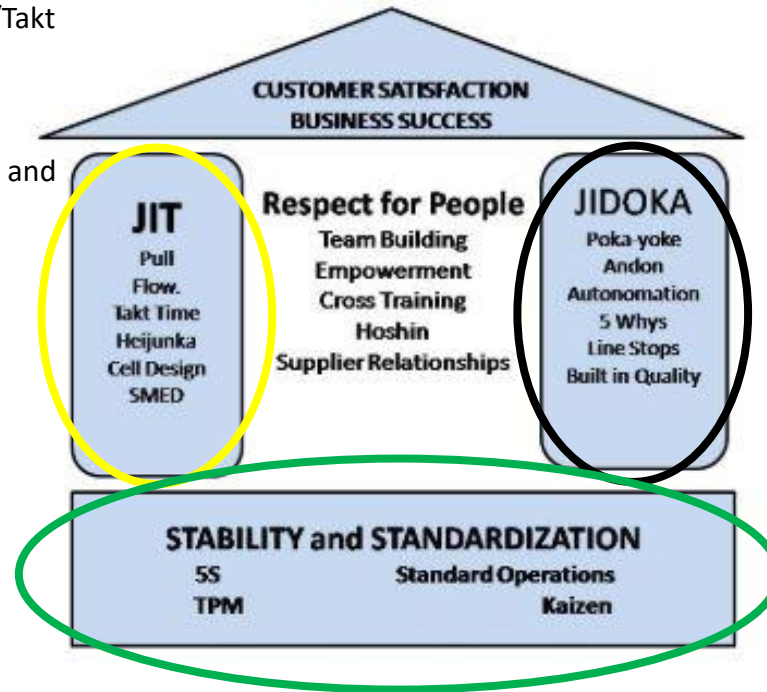 /Takt
CUSTOMER SATISFACTION
BUSINESS SUCCESS
and
JIT
Pull
Flow.
Takt Time
Heijunka
Cell Design
SMED
Respect for People
Team Building
Empowerment
Cross Training
Hoshin
Supplier Relationships
JIDOKA
Poka-yoke
Andon
Autonomation
5 Whys
Line Stops
Built in Quality
STABILITY and STANDARDIZATION
5S Standard Operations
TPM Kaizen